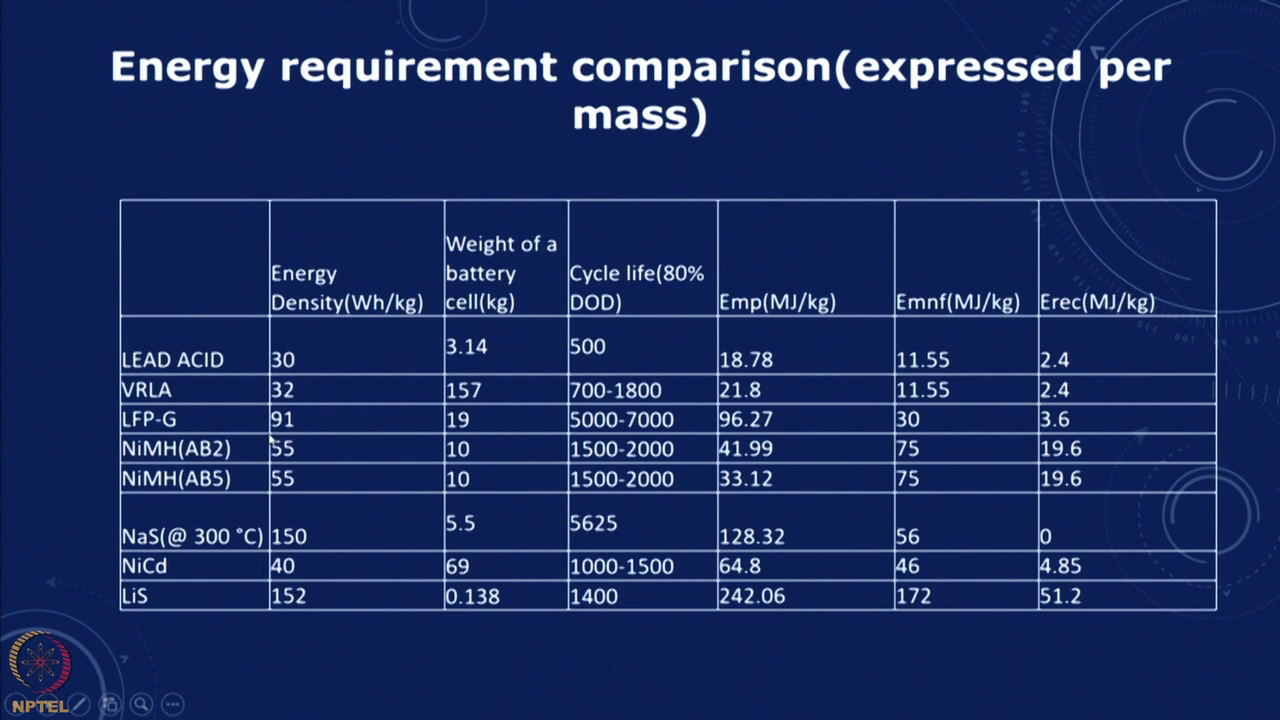 Energy requirement comparison(expressed per
mass)
Energy Density(Wh/kg) Weight of a battery cell(kg) Cycle life(80% DOD) Emp(MJ/kg) Emnf(MJ/kg) Erec(MJ/kg)
LEAD ACID 30 3.14 500 18.78 11.55 2.4
VRLA 32 157 700-1800 21.8 11.55 2.4
LFP-G 91 19 5000-7000 96.27 30 3.6
NiMH(AB2) 55 10 1500-2000 41.99 75 19.6
NiMH(AB5) 55 10 1500-2000 33.12 75 19.6
NaS(@ 300 °C) 150 5.5 5625 128.32 56 0
NiCd 40 69 1000-1500 64.8 46 4.85
LiS 152 0.138 1400 242.06 172 51.2
NPTEL